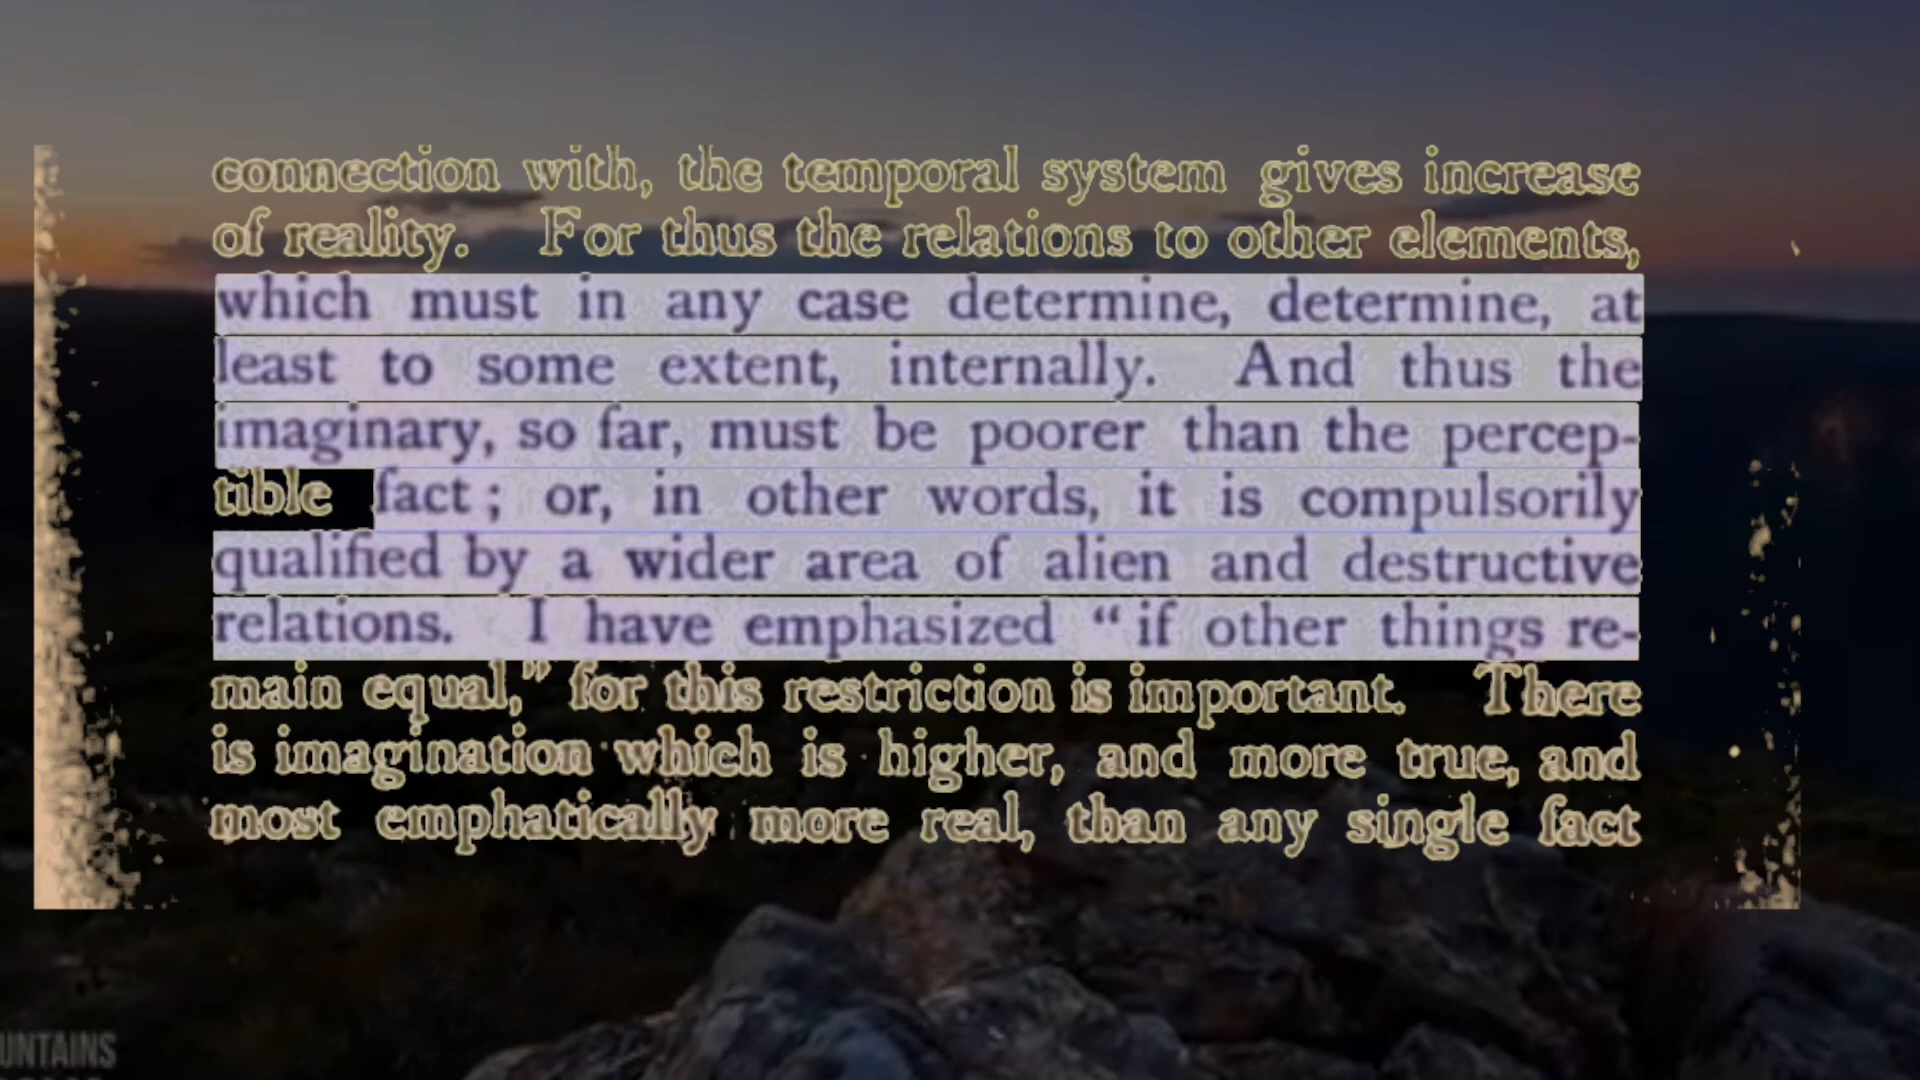 connection with, the temporal system gives increase
of reality. For thus the relations to other elements,
which must in any case determine, determine, at
least to some extent, internally. And thus the
imaginary, so far, must be poorer than the percep-
tible fact; or, in other words, it is compulsorily
qualified by a wider area of alien and destructive
relations. I have emphasized “if other things re-
main equal,” for this restriction is important. There
is imagination which is higher, and more true, and
most emphatically more real, than any single fact
UNTAINS